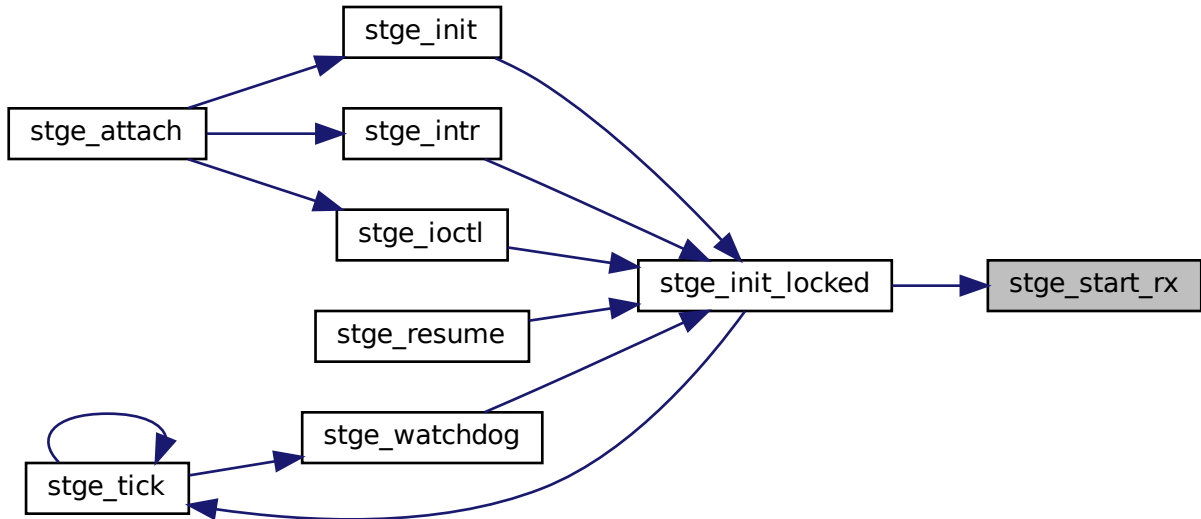 stge_init
stge_attach
stge_intr
stge_ioctl
stge_init_locked
stge_start_rx
stge_resume
stge_watchdog
stge_tick